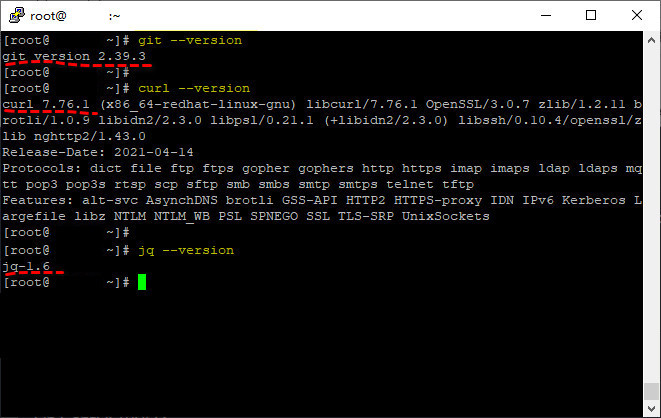 root@ :~
[root@ ~]# git --version
git version 2.39.3
[root@ ~]#
[root@ ~]# curl --version
curl 7.76.1 (x86_64-redhat-linux-gnu) libcurl/7.76.1 OpenSSL/3.0.7 zlib/1.2.11 b
rotli/1.0.9 libidn2/2.3.0 libpsl/0.21.1 (+libidn2/2.3.0) libssh/0.10.4/openssl/z
lib nghttp2/1.43.0
Release-Date: 2021-04-14
Protocols: dict file ftp ftps gopher gophers http https imap imaps ldap ldaps mq
tt pop3 pop3s rtsp scp sftp smb smbs smtp smtps telnet tftp
Features: alt-svc AsynchDNS brotli GSS-API HTTP2 HTTPS-proxy IDN IPv6 Kerberos L
argefile libz NTLM NTLM_WB PSL SPNEGO SSL TLS-SRP UnixSockets
[root@ ~]#
[root@ ~]# jq --version
jq-1.6
[root@ ~]#